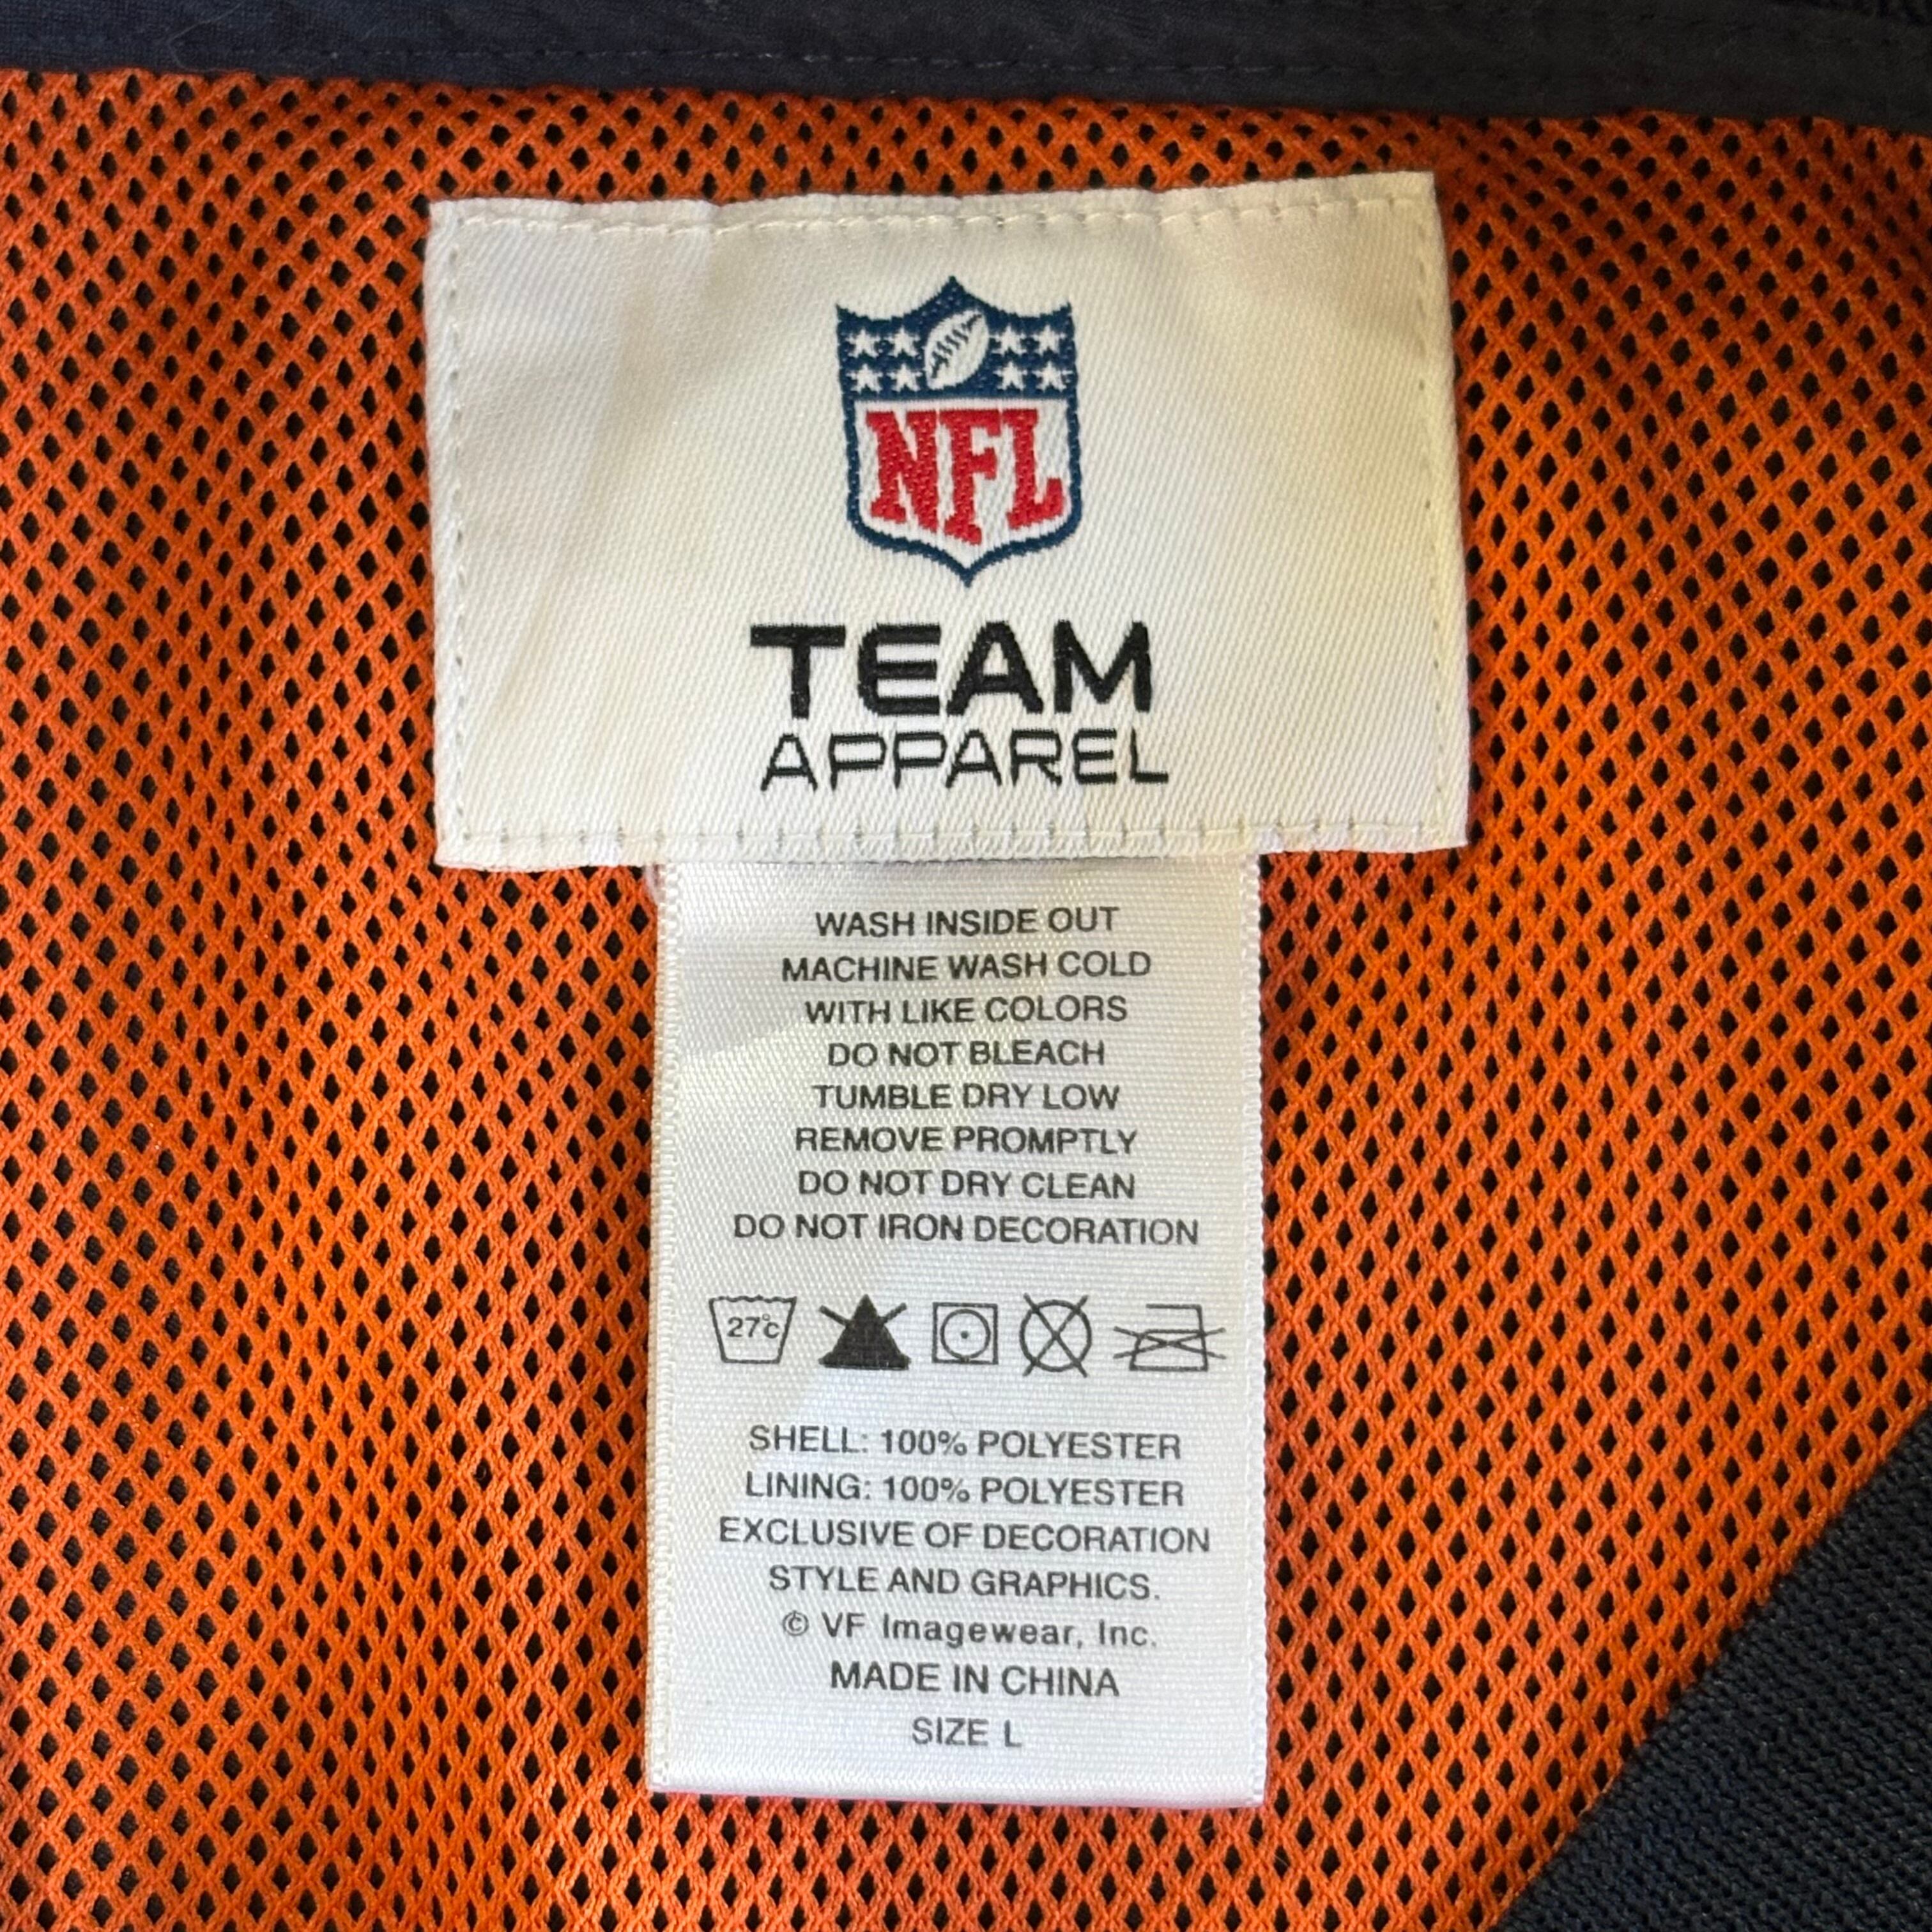 NFL
TEAM
APPAREL
WASH INSIDE OUT
MACHINE WASH COLD
WITH LIKE COLORS
DO NOT BLEACH
TUMBLE DRY LOW
REMOVE PROMPTLY
DO NOT DRY CLEAN
DO NOT IRON DECORATION
27°c
SHELL: 100% POLYESTER
LINING: 100% POLYESTER
EXCLUSIVE OF DECORATION
STYLE AND GRAPHICS.
© VF Imagewear, Inc.
MADE IN CHINA
SIZE L